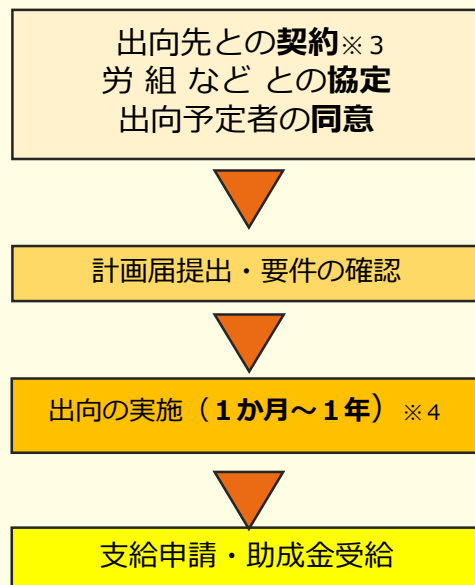 出向先との契約※3
労 組 など との協定
出向予定者の同意
計画届提出・要件の確認
出向の実施（１か月～１年）※4
支給申請・助成金受給